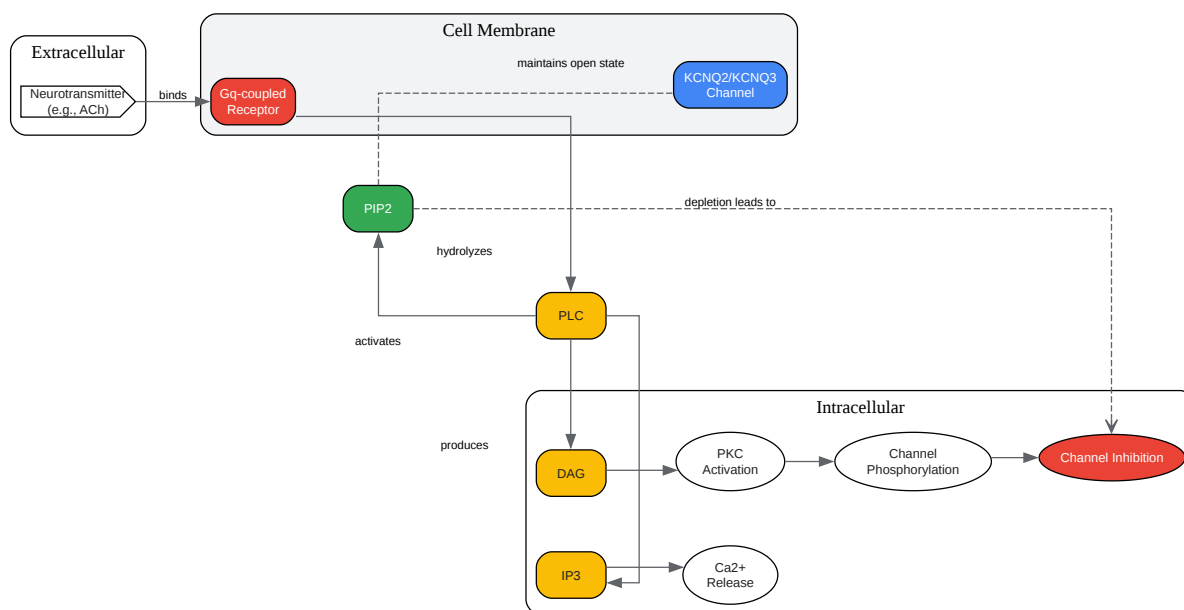 Cell Membrane
Extracellular
maintains open state
KCNQ2/KCNQ3
Channel
Neurotransmitter
(e.g., ACh)
binds
Gq-coupled
Receptor
PIP2
depletion leads to
hydrolyzes
PLC
activates
Intracellular
produces
DAG
PKC
Activation
Channel
Phosphorylation
Channel Inhibition
IP3
Ca2+
Release